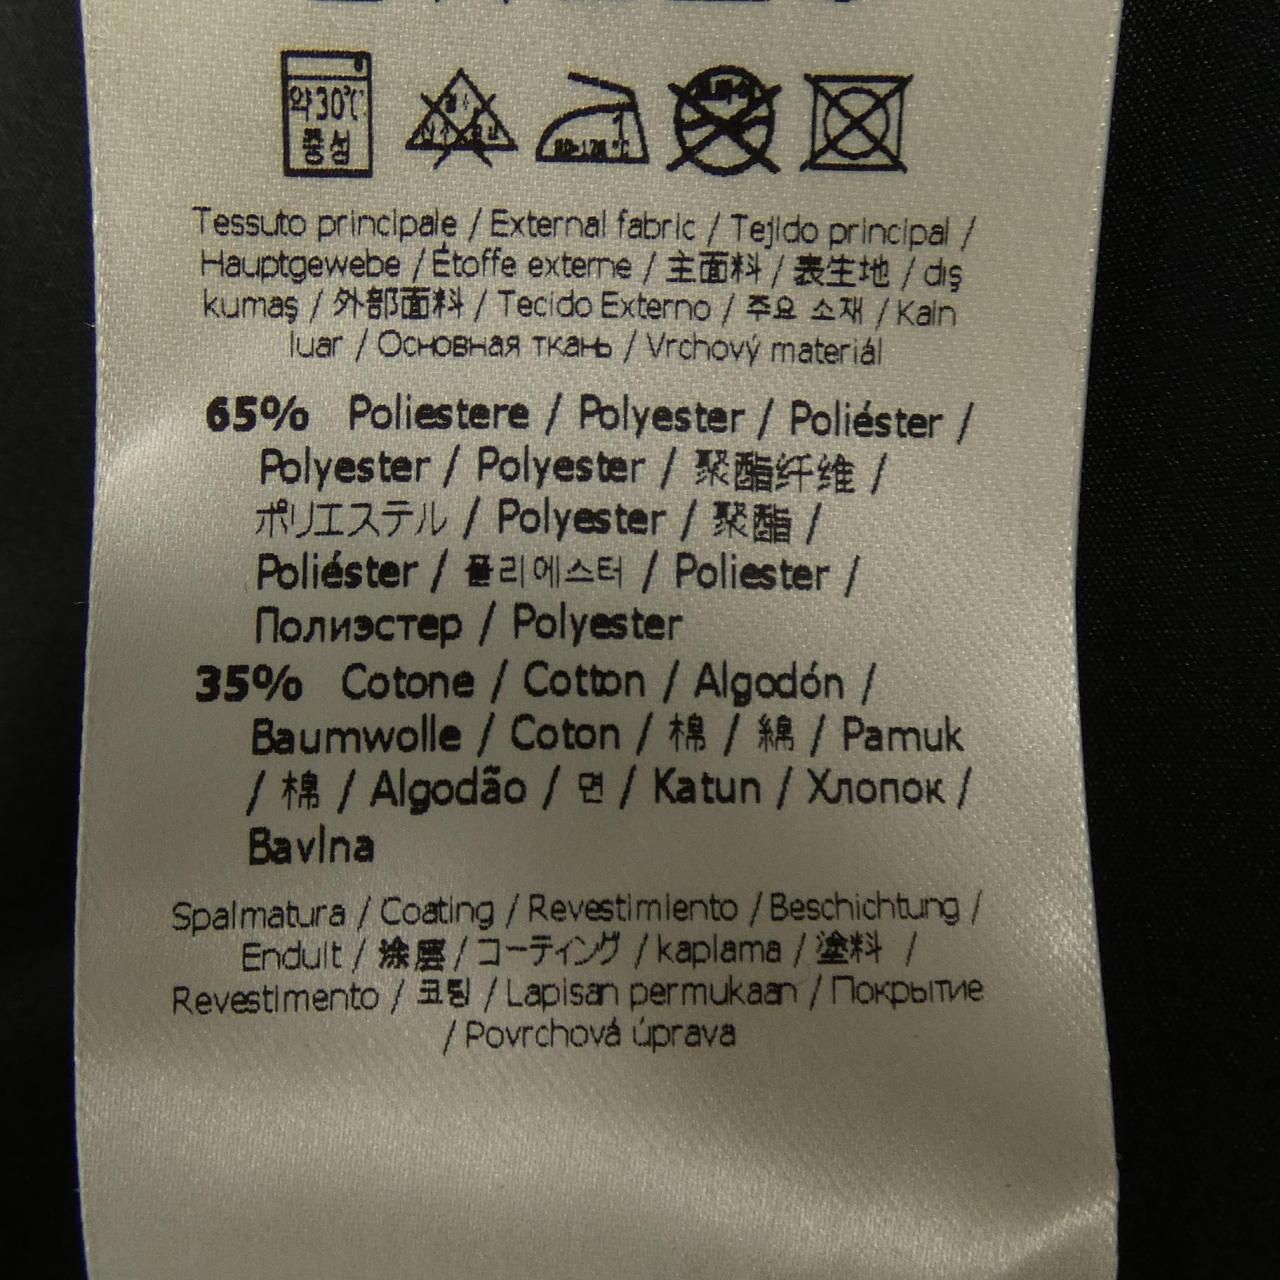 약30℃
중성
80-120℃
Tessuto principale / External fabric / Tejido principal /
Hauptgewebe / Étoffe externe / 主面料 / 表生地 / dış
kumaş / 外部面料 / Tecido Externo / 주요 소재 / Kain
luar / Основная ткань / Vrchový materiál
65% Poliestere / Polyester / Poliéster /
Polyester / Polyester / 聚酯纤维 /
ポリエステル / Polyester / 聚酯 /
Poliéster / 폴리에스터 / Poliester /
Полиэстер / Polyester
35% Cotone / Cotton / Algodón /
Baumwolle / Coton / 棉 / 綿 / Pamuk
/ 棉 / Algodão / 면 / Katun / Хлопок /
Bavlna
Spalmatura / Coating / Revestimiento / Beschichtung /
Enduit / 涂层 / コーティング / kaplama / 塗料 /
Revestimento / 코팅 / Lapisan permukaan / Покрытие
/ Povrchová úprava